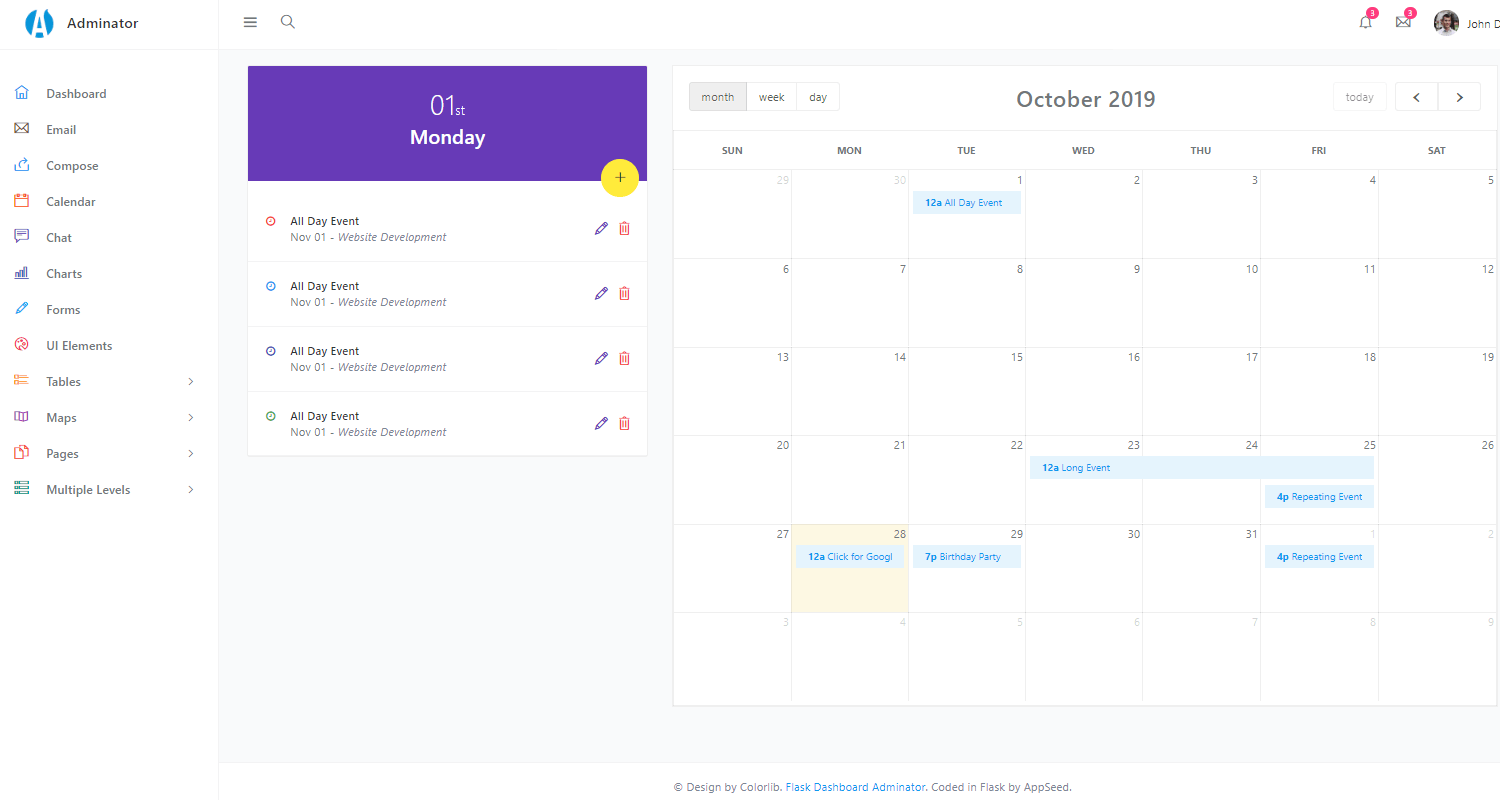 Adminator
3
3
John D
Dashboard
Email
Compose
Calendar
Chat
Charts
Forms
UI Elements
Tables
Maps
Pages
Multiple Levels
01st
Monday
+
All Day Event
Nov 01 - Website Development
All Day Event
Nov 01 - Website Development
All Day Event
Nov 01 - Website Development
All Day Event
Nov 01 - Website Development
month week day October 2019 today
SUN MON TUE WED THU FRI SAT
29 30 1 2 3 4 5
12a All Day Event
6 7 8 9 10 11 12
13 14 15 16 17 18 19
20 21 22 23 24 25 26
12a Long Event
4p Repeating Event
27 28 29 30 31 1 2
12a Click for Googl 7p Birthday Party 4p Repeating Event
3 4 5 6 7 8 9
© Design by Colorlib. Flask Dashboard Adminator. Coded in Flask by AppSeed.